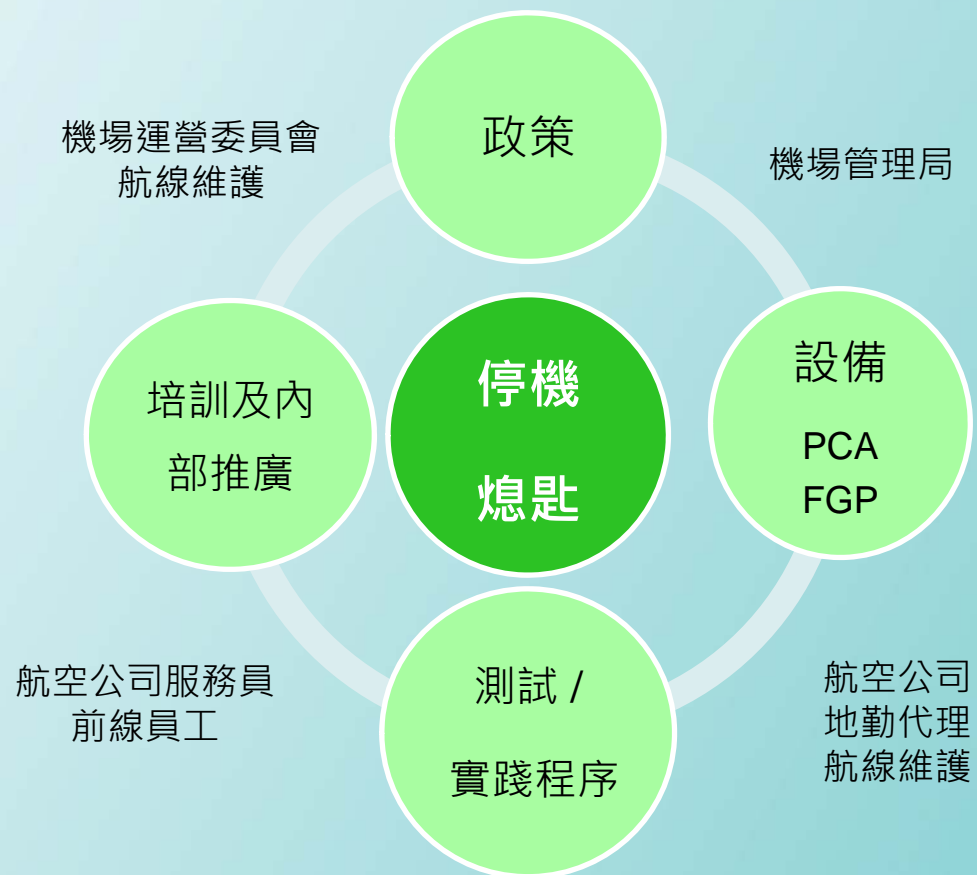 政策
機場運營委員會
航線維護
機場管理局
設備
PCA
FGP
培訓及內
部推廣
停機
熄匙
測試 /
實踐程序
航空公司服務員
前線員工
航空公司
地勤代理
航線維護